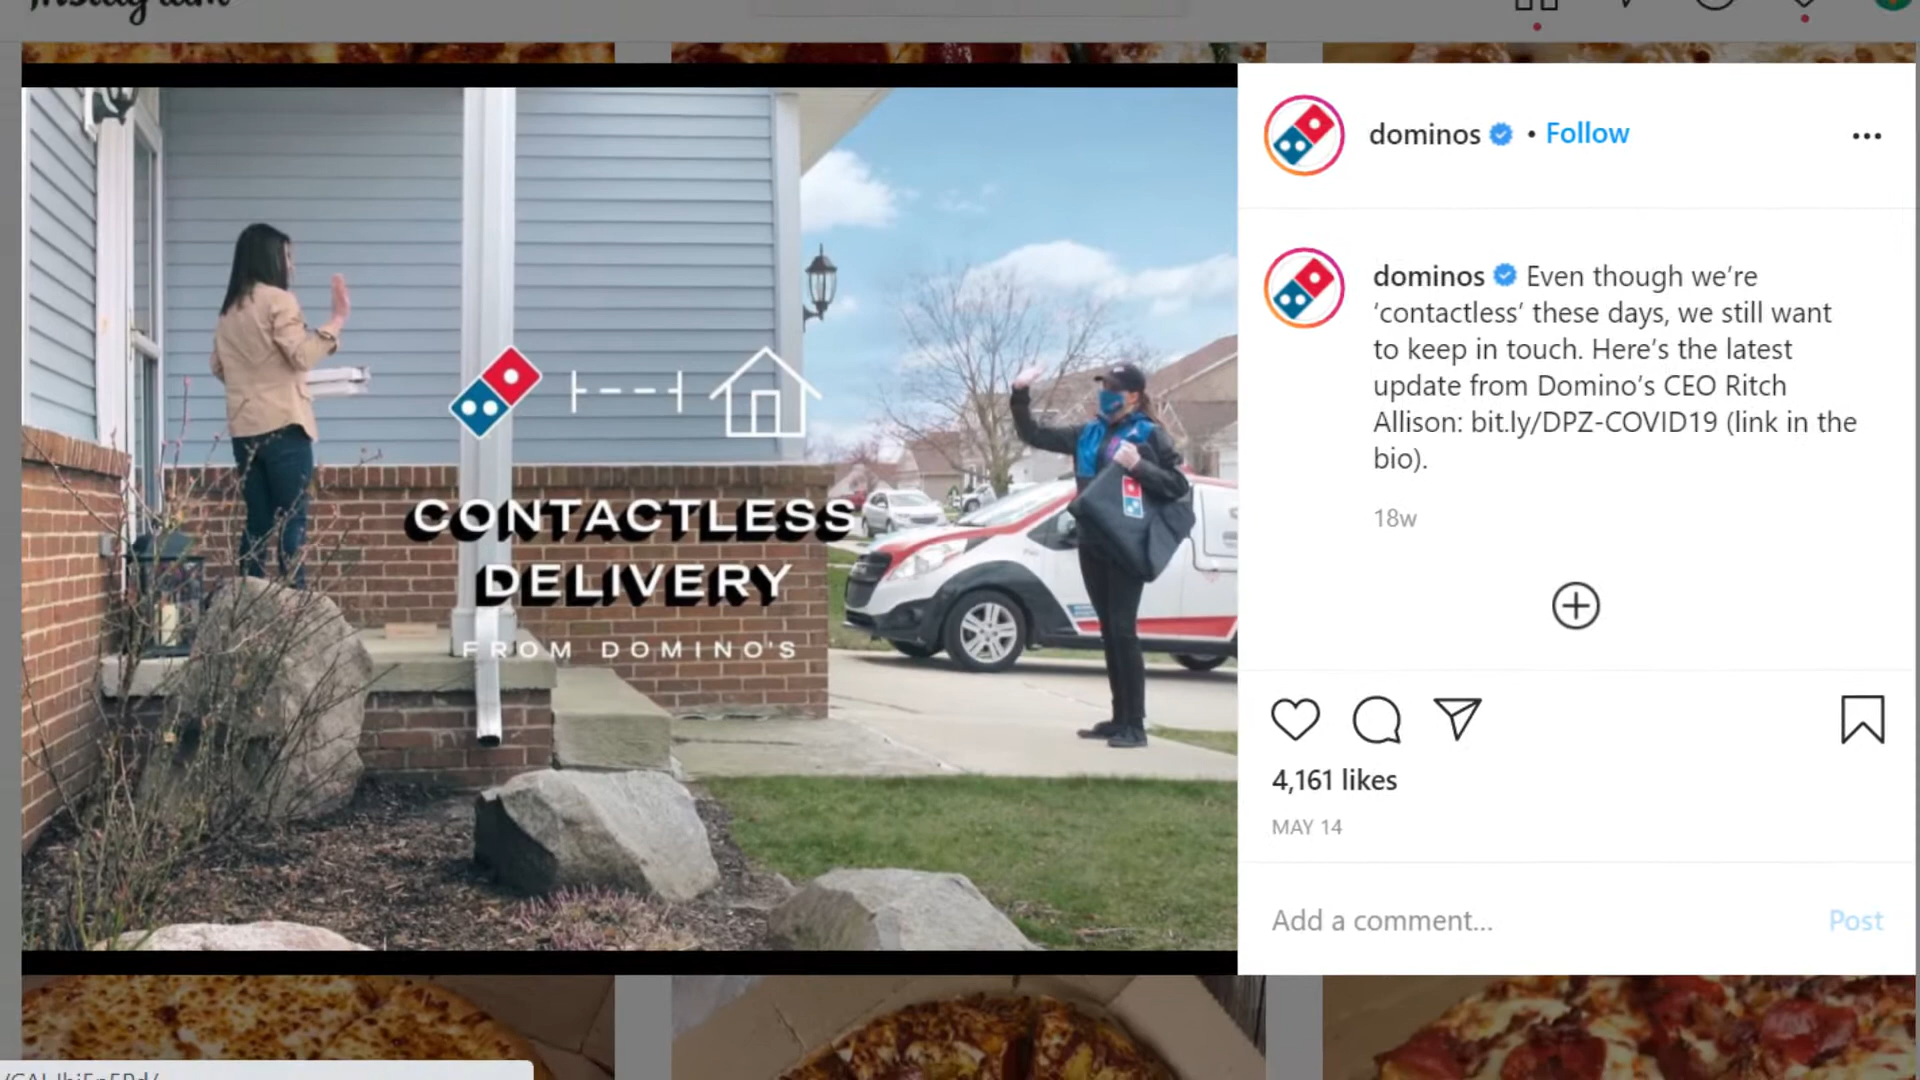 Instagram
dominos • Follow
CONTACTLESS
DELIVERY
FROM DOMINO'S
dominos Even though we’re
‘contactless’ these days, we still want
to keep in touch. Here’s the latest
update from Domino’s CEO Ritch
Allison: bit.ly/DPZ-COVID19 (link in the
bio).
18w
4,161 likes
MAY 14
Add a comment... Post